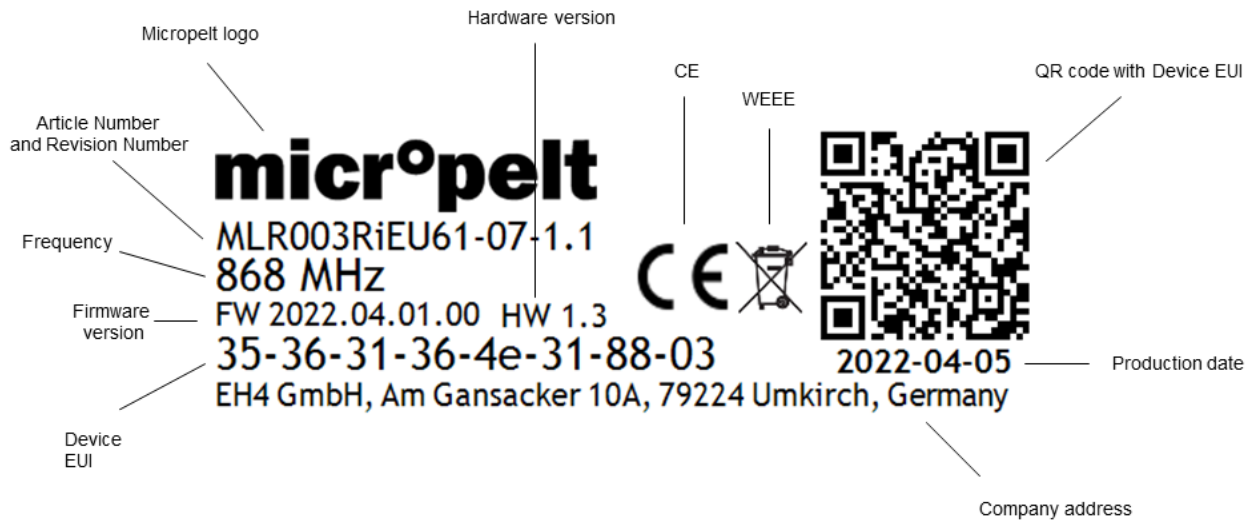 Hardware version
Micropelt logo
CE
QR code with Device EUI
WEEE
Article Number
and Revision Number
micropelt
MLR003RiEU61-07-1.1
Frequency
868 MHz
CE
Firmware
version
FW 2022.04.01.00 HW 1.3
35-36-31-36-4e-31-88-03
2022-04-05
Production date
EH4 GmbH, Am Gansacker 10A, 79224 Umkirch, Germany
Device
EUI
Company address